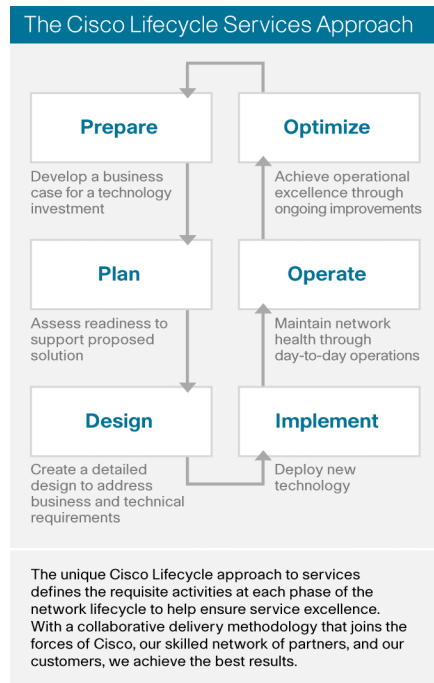 The Cisco Lifecycle Services Approach
Prepare
Develop a business
case for a technology
investment
Plan
Assess readiness to
support proposed
solution
Design
Create a detailed
design to address
business and technical
requirements
Implement
Deploy new
technology
Operate
Maintain network
health through
day-to-day operations
Optimize
Achieve operational
excellence through
ongoing improvements
The unique Cisco Lifecycle approach to services
defines the requisite activities at each phase of the
network lifecycle to help ensure service excellence.
With a collaborative delivery methodology that joins the
forces of Cisco, our skilled network of partners, and our
customers, we achieve the best results.